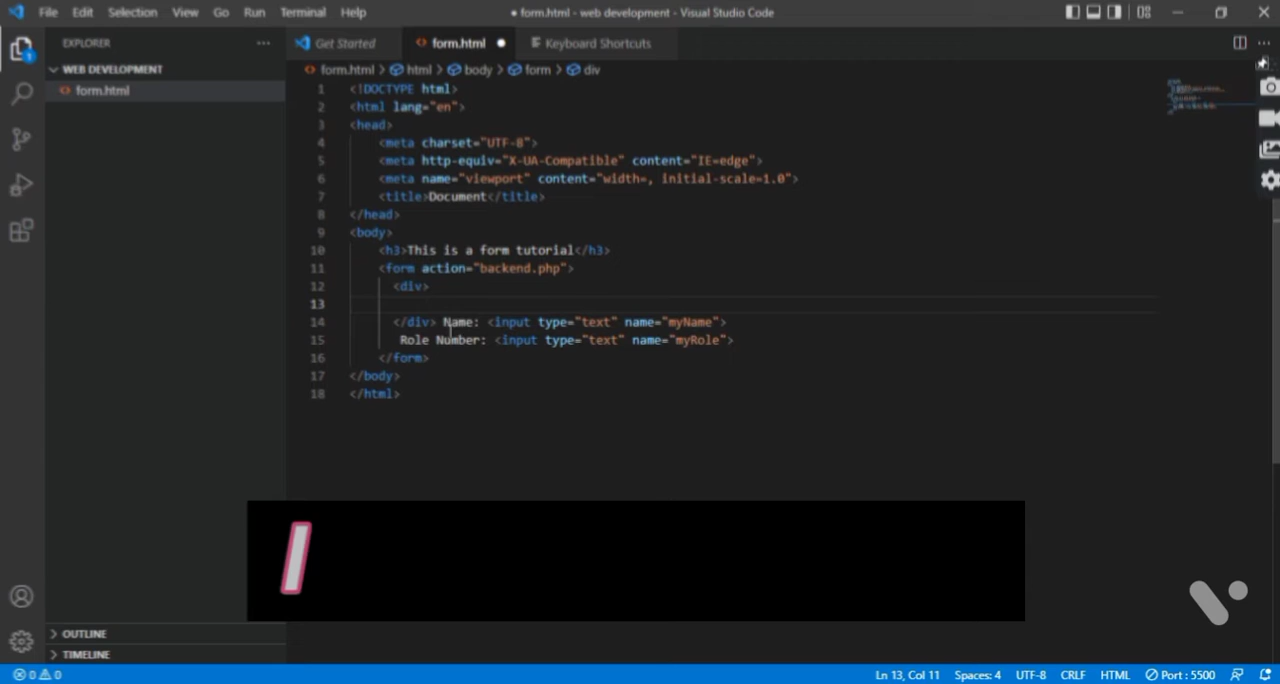 File Edit Selection View Go Run Terminal Help
● form.html - web development - Visual Studio Code
EXPLORER
Get Started
form.html
Keyboard Shortcuts
WEB DEVELOPMENT
form.html
form.html > html > body > form > div
1 <!DOCTYPE html>
2 <html lang="en">
3 <head>
4 <meta charset="UTF-8">
5 <meta http-equiv="X-UA-Compatible" content="IE=edge">
6 <meta name="viewport" content="width=, initial-scale=1.0">
7 <title>Document</title>
8 </head>
9 <body>
10 <h3>This is a form tutorial</h3>
11 <form action="backend.php">
12 <div>
13
14 </div> Name: <input type="text" name="myName">
15 Role Number: <input type="text" name="myRole">
16 </form>
17 </body>
18 </html>
I
OUTLINE
TIMELINE
0 0
Ln 13, Col 11 Spaces: 4 UTF-8 CRLF HTML Port : 5500